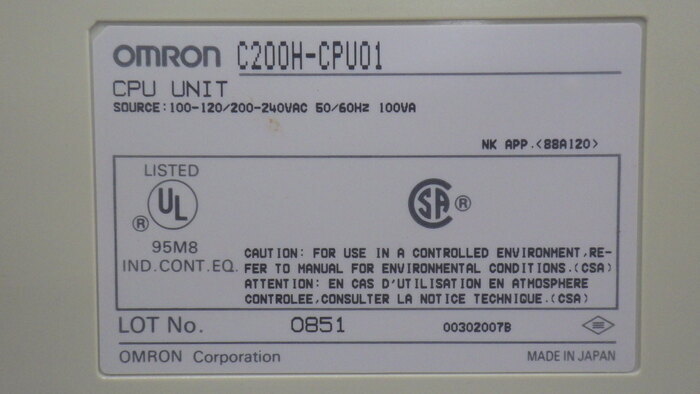 OMRON C200H-CPU01
CPU UNIT
SOURCE:100-120/200-240VAC 50/60Hz 100VA
NK APP.<88A120>
LISTED
UL ®
95M8
IND.CONT.EQ.
SA ®
CAUTION: FOR USE IN A CONTROLLED ENVIRONMENT,RE-
FER TO MANUAL FOR ENVIRONMENTAL CONDITIONS.(CSA)
ATTENTION: EN CAS D'UTILISATION EN ATMOSPHERE
CONTROLEE,CONSULTER LA NOTICE TECHNIQUE.(CSA)
LOT No. 0851 00302007B
OMRON Corporation MADE IN JAPAN